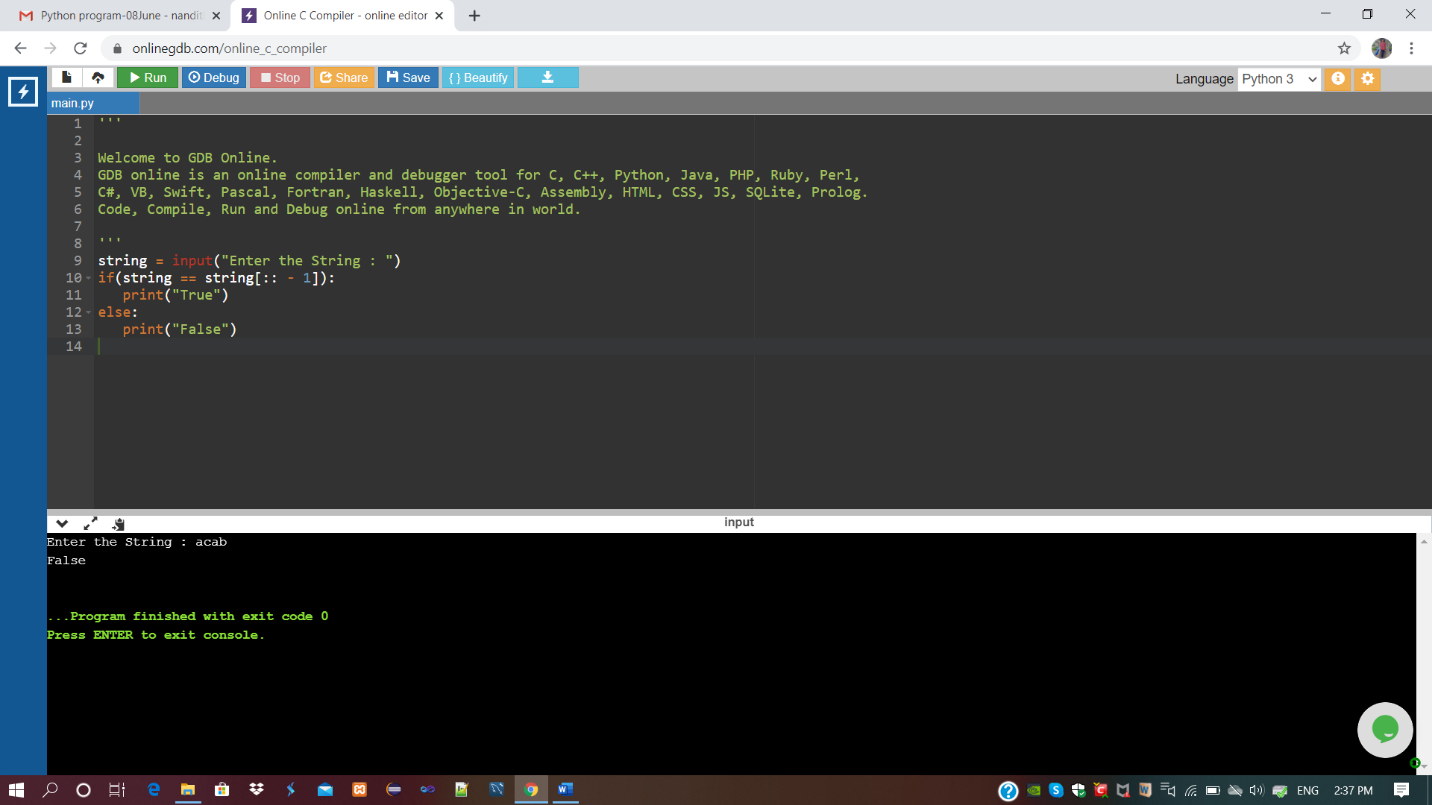 Python program-08June - nandit
Online C Compiler - online editor
onlinegdb.com/online_c_compiler
Run Debug Stop Share Save { } Beautify
Language Python 3
main.py
1 '''
2
3 Welcome to GDB Online.
4 GDB online is an online compiler and debugger tool for C, C++, Python, Java, PHP, Ruby, Perl,
5 C#, VB, Swift, Pascal, Fortran, Haskell, Objective-C, Assembly, HTML, CSS, JS, SQLite, Prolog.
6 Code, Compile, Run and Debug online from anywhere in world.
7
8 '''
9 string = input("Enter the String : ")
10 if(string == string[:: - 1]):
11 print("True")
12 else:
13 print("False")
14
input
Enter the String : acab
False
...Program finished with exit code 0
Press ENTER to exit console.
ENG 2:37 PM